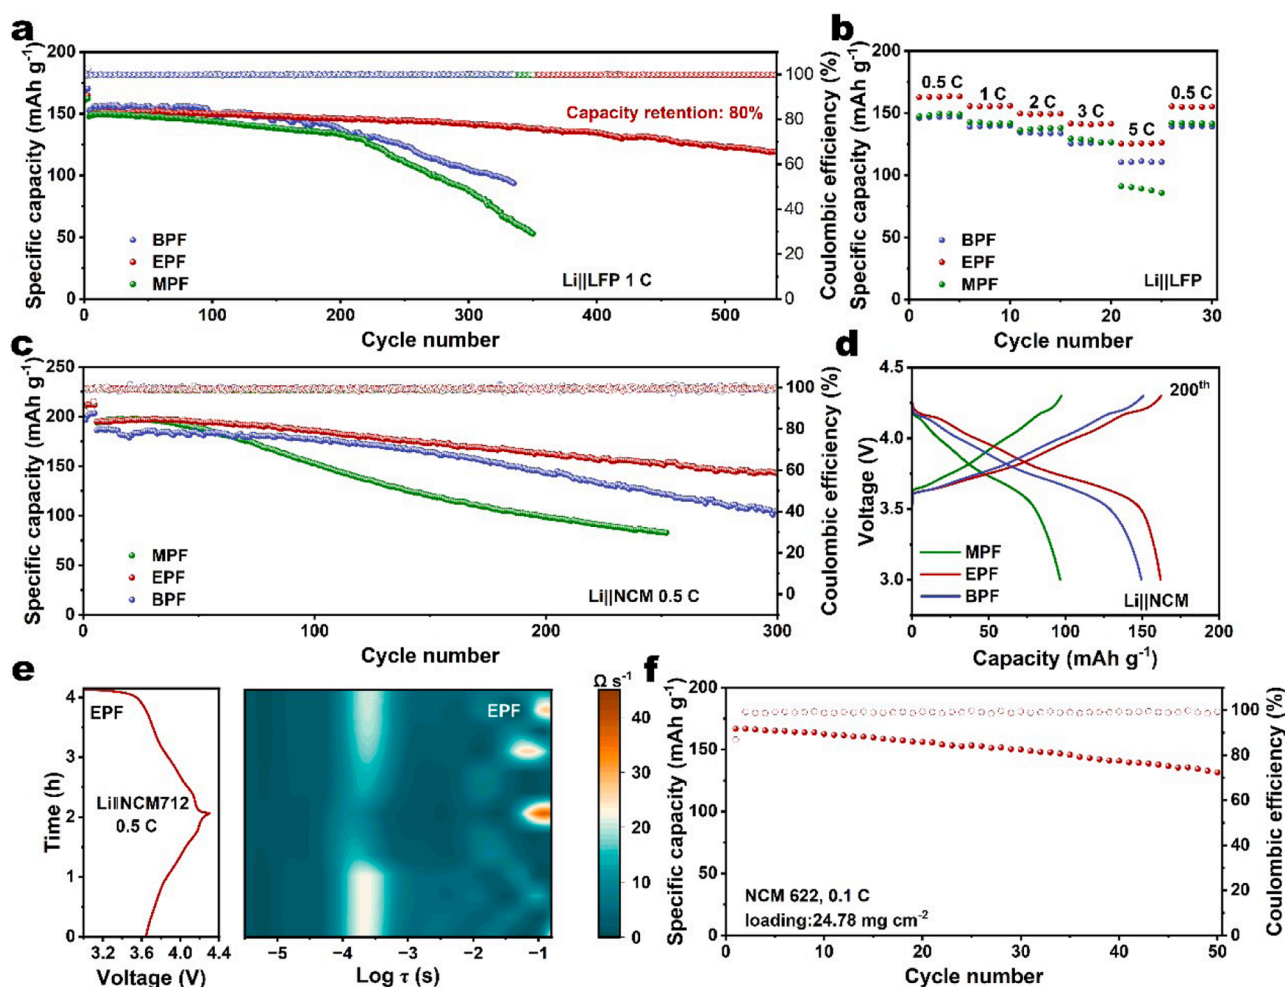 a
Specific capacity (mAh g⁻¹)
200
150
100
50
0
Capacity retention: 80%
BPF
EPF
MPF
Li||LFP 1 C
100
80
60
40
20
0
Coulombic efficiency (%)
0 100 200 300 400 500
Cycle number
b
Specific capacity (mAh g⁻¹)
200
150
100
50
0
0.5 C
1 C
2 C
3 C
5 C
0.5 C
BPF
EPF
MPF
Li||LFP
0 10 20 30
Cycle number
c
Specific capacity (mAh g⁻¹)
250
200
150
100
50
0
MPF
EPF
BPF
Li||NCM 0.5 C
100
80
60
40
30
20
0
Coulombic efficiency (%)
0 100 200 300
Cycle number
d
Voltage (V)
4.5
4.0
3.5
3.0
200th
MPF
EPF
BPF
Li||NCM
0 50 100 150 200
Capacity (mAh g⁻¹)
e
Time (h)
4
3
2
1
0
EPF
Li||NCM712
0.5 C
3.0 3.6 4.0 4.4
Voltage (V)
EPF
−5 −4 −3 −2 −1
Log τ (s)
Ω s⁻¹
40
30
20
10
0
f
Specific capacity (mAh g⁻¹)
200
150
100
50
0
NCM 622, 0.1 C
loading:24.78 mg cm⁻²
100
80
60
40
20
0
Coulombic efficiency (%)
0 10 20 30 40 50
Cycle number